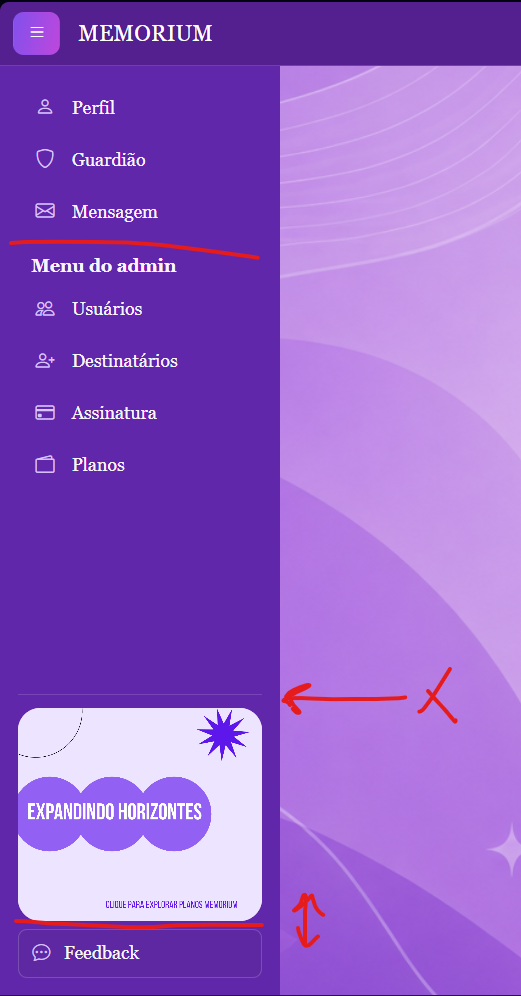 MEMORIUM
Perfil
Guardião
Mensagem
Menu do admin
Usuários
Destinatários
Assinatura
Planos
EXPANDINDO HORIZONTES
CLIQUE PARA EXPLORAR PLANOS MEMORIUM
Feedback